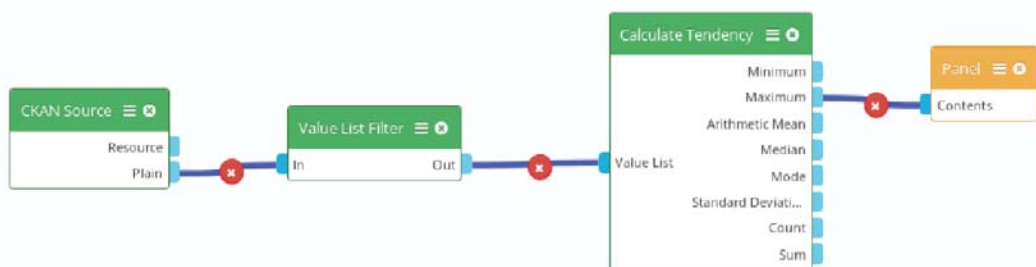 CKAN Source
Resource
Plain
Value List Filter
In
Out
Calculate Tendency
Value List
Minimum
Maximum
Arithmetic Mean
Median
Mode
Standard Deviati...
Count
Sum
Panel
Contents